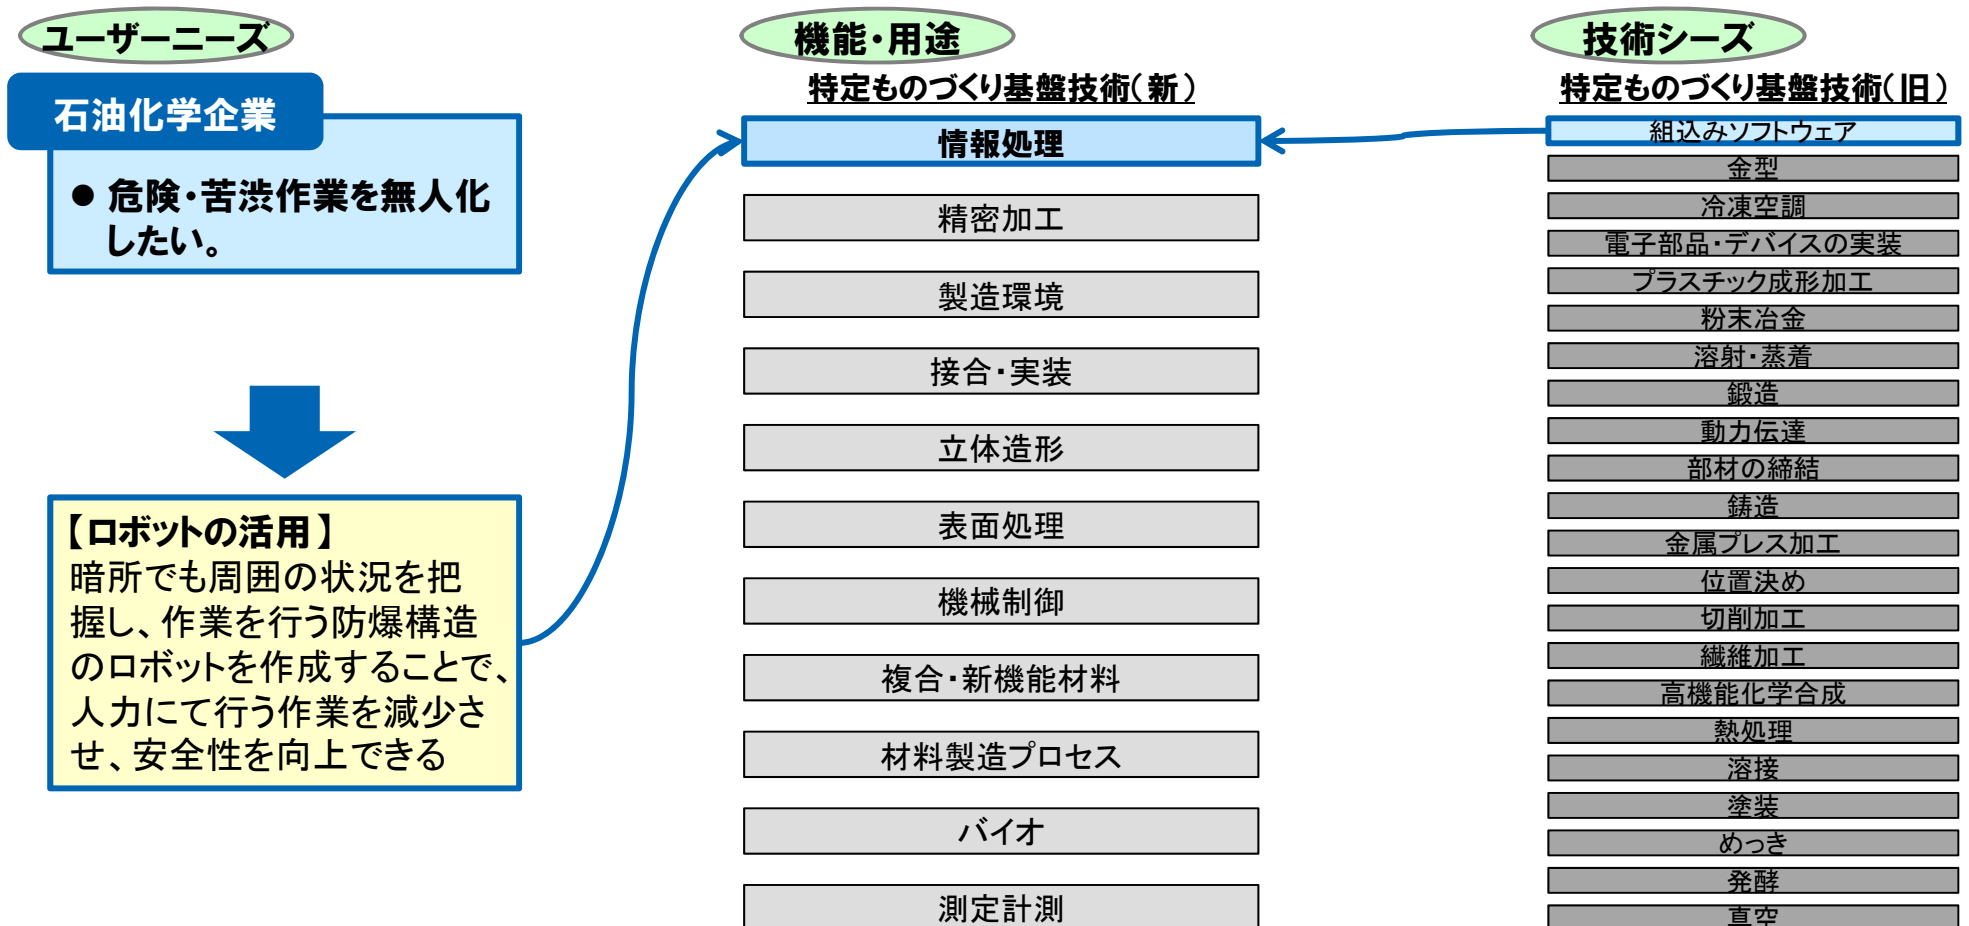 ユーザーニーズ
石油化学企業
● 危険・苦渋作業を無人化
したい。
【ロボットの活用】
暗所でも周囲の状況を把
握し、作業を行う防爆構造
のロボットを作成することで、
人力にて行う作業を減少さ
せ、安全性を向上できる
機能・用途
特定ものづくり基盤技術（新）
情報処理
精密加工
製造環境
接合・実装
立体造形
表面処理
機械制御
複合・新機能材料
材料製造プロセス
バイオ
測定計測
技術シーズ
特定ものづくり基盤技術（旧）
組込みソフトウェア
金型
冷凍空調
電子部品・デバイスの実装
プラスチック成形加工
粉末冶金
溶射・蒸着
鍛造
動力伝達
部材の締結
鋳造
金属プレス加工
位置決め
切削加工
繊維加工
高機能化学合成
熱処理
溶接
塗装
めっき
発酵
真空